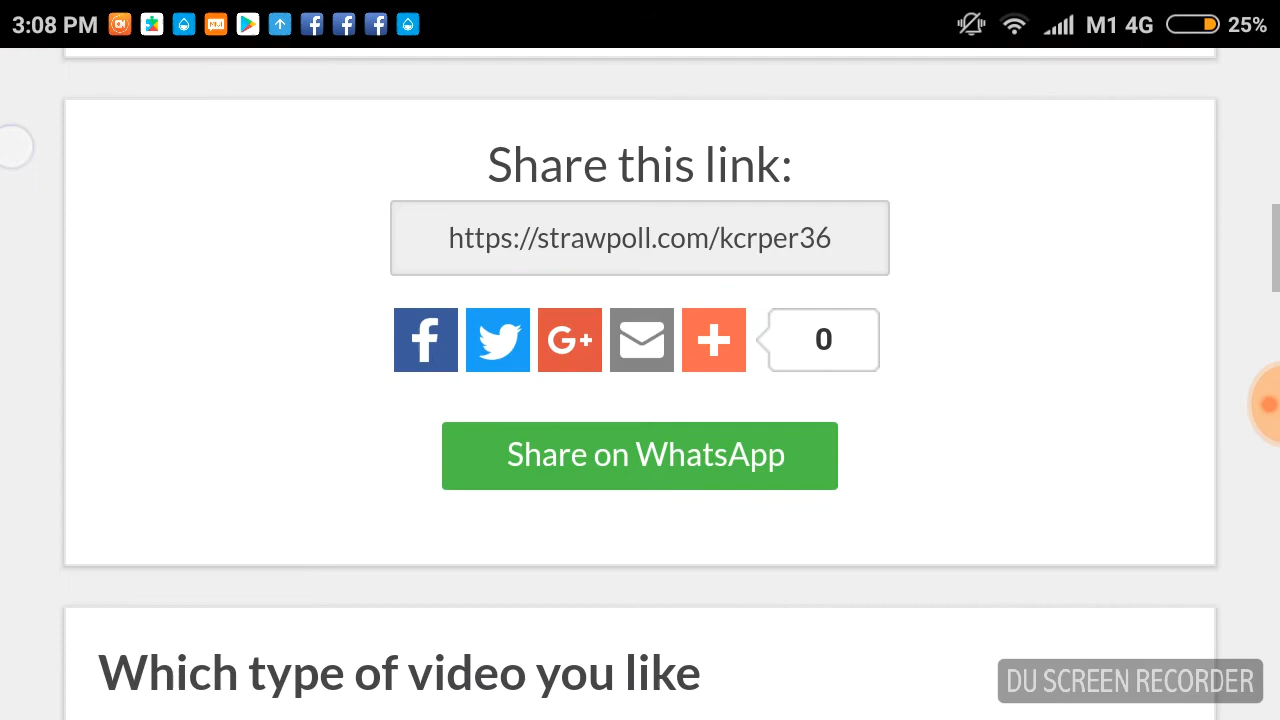 3:08 PM M1 4G 25%
Share this link:
https://strawpoll.com/kcrper36
G+ 0
Share on WhatsApp
Which type of video you like
DU SCREEN RECORDER